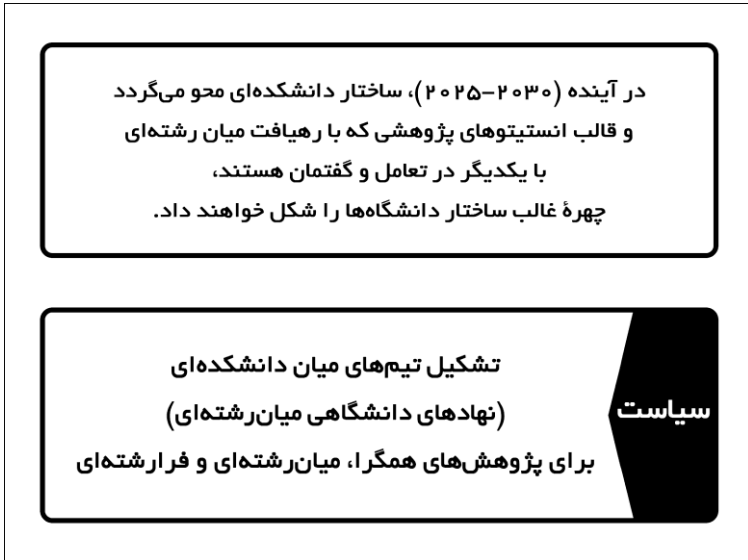 در آینده (۲۰۳۰-۲۰۲۵)، ساختار دانشکده‌ای محو می‌گردد
و قالب انستیتوهای پژوهشی که با رهیافت میان رشته‌ای
با یکدیگر در تعامل و گفتمان هستند،
چهرهٔ غالب ساختار دانشگاه‌ها را شکل خواهند داد.
سیاست
تشکیل تیم‌های میان دانشکده‌ای
(نهادهای دانشگاهی میان‌رشته‌ای)
برای پژوهش‌های همگرا، میان‌رشته‌ای و فرارشته‌ای